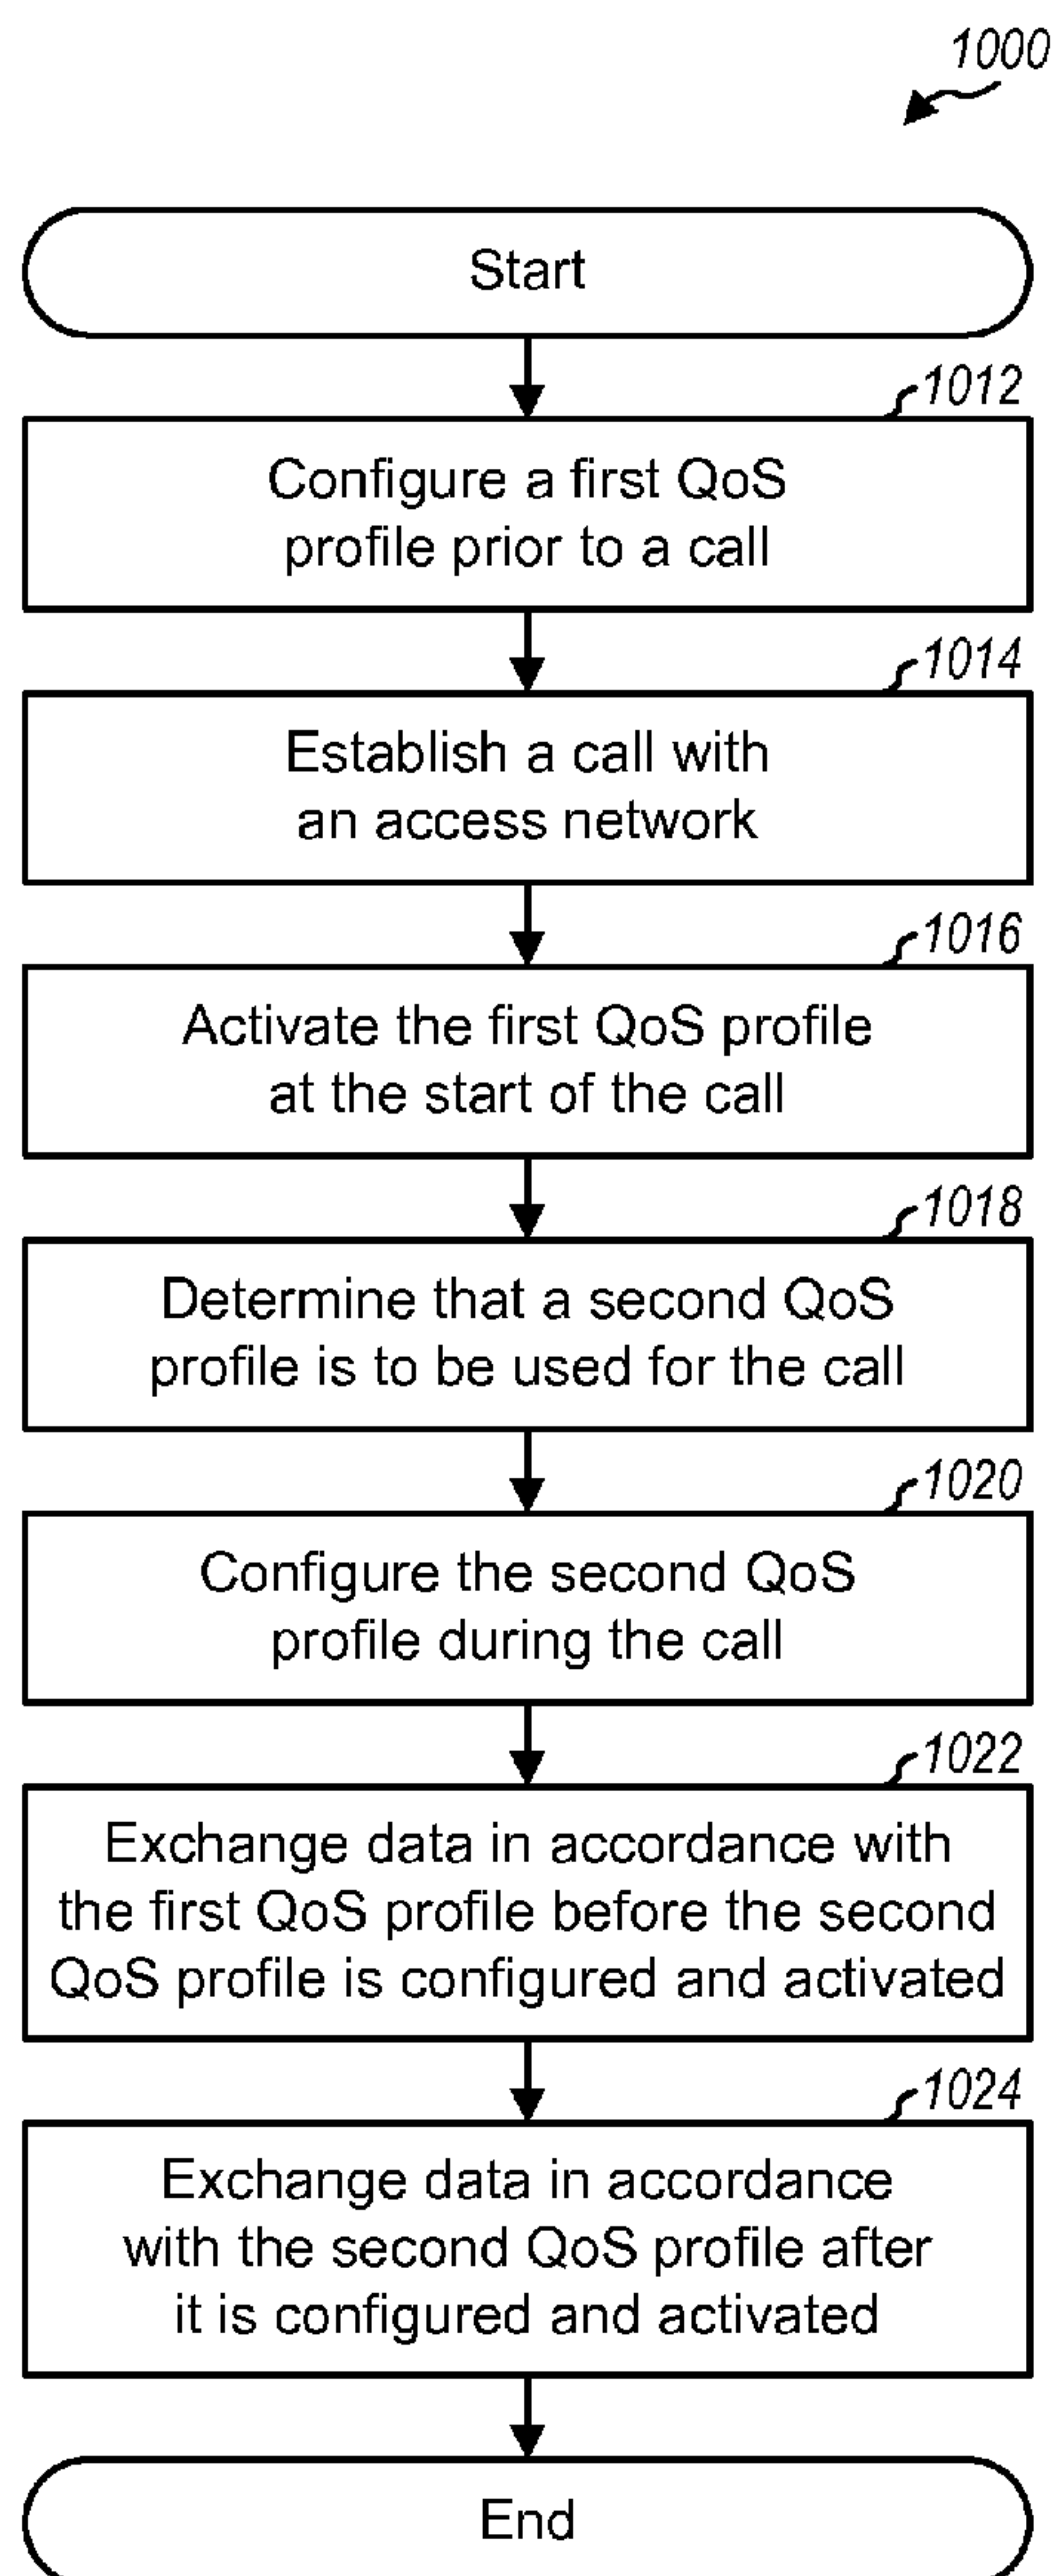 1000
Start
1012
Configure a first QoS
profile prior to a call
1014
Establish a call with
an access network
1016
Activate the first QoS profile
at the start of the call
1018
Determine that a second QoS
profile is to be used for the call
1020
Configure the second QoS
profile during the call
1022
Exchange data in accordance with
the first QoS profile before the second
QoS profile is configured and activated
1024
Exchange data in accordance
with the second QoS profile after
it is configured and activated
End